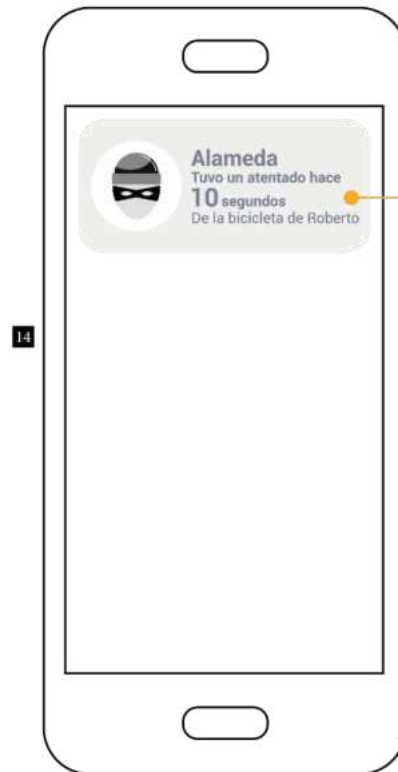 Alameda
Tuvo un atentado hace
10 segundos
De la bicicleta de Roberto
14